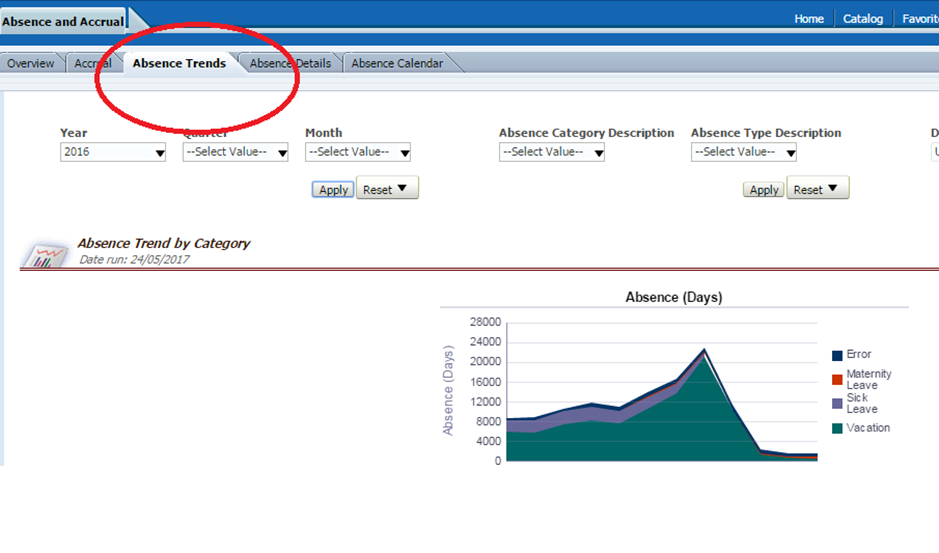 Absence and Accrual
Home Catalog
Overview Accrual Absence Trends Absence Details Absence Calendar
Year Quarter Month Absence Category Description Absence Type Description D
2016 --Select Value-- --Select Value-- --Select Value-- --Select Value--
Apply Reset Apply Reset
Absence Trend by Category
Date run: 24/05/2017
Absence (Days)
28000
24000
20000
16000
12000
8000
4000
0
Absence (Days)
Error
Maternity
Leave
Sick
Leave
Vacation